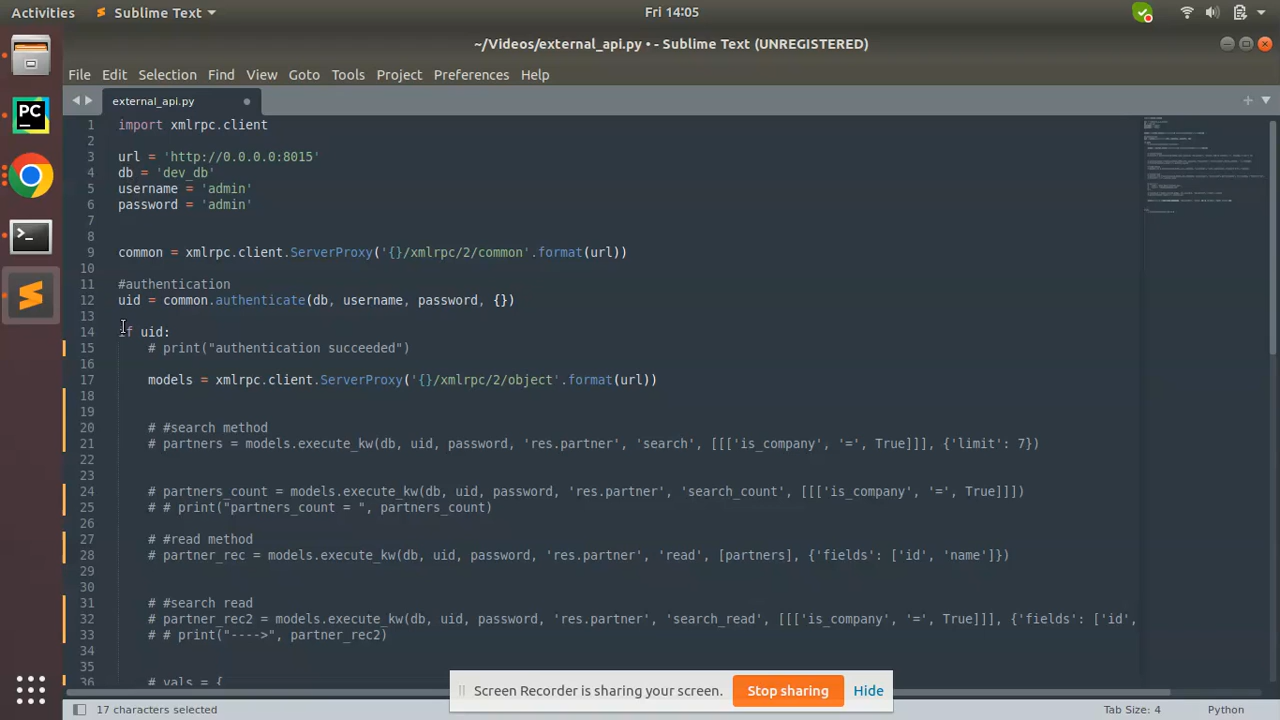 Activities
Sublime Text
Fri 14:05
~/Videos/external_api.py • - Sublime Text (UNREGISTERED)
File Edit Selection Find View Goto Tools Project Preferences Help
PC
external_api.py
1 import xmlrpc.client
2
3 url = 'http://0.0.0.0:8015'
4 db = 'dev_db'
5 username = 'admin'
6 password = 'admin'
7
8
9 common = xmlrpc.client.ServerProxy('{}/xmlrpc/2/common'.format(url))
10
11 #authentication
12 uid = common.authenticate(db, username, password, {})
13
14 if uid:
15 # print("authentication succeeded")
16
17 models = xmlrpc.client.ServerProxy('{}/xmlrpc/2/object'.format(url))
18
19
20 # #search method
21 # partners = models.execute_kw(db, uid, password, 'res.partner', 'search', [[['is_company', '=', True]]], {'limit': 7})
22
23
24 # partners_count = models.execute_kw(db, uid, password, 'res.partner', 'search_count', [[['is_company', '=', True]]])
25 # # print("partners_count = ", partners_count)
26
27 # #read method
28 # partner_rec = models.execute_kw(db, uid, password, 'res.partner', 'read', [partners], {'fields': ['id', 'name']})
29
30
31 # #search read
32 # partner_rec2 = models.execute_kw(db, uid, password, 'res.partner', 'search_read', [[['is_company', '=', True]]], {'fields': ['id',
33 # # print("---->", partner_rec2)
34
35
36 # vals = {
Screen Recorder is sharing your screen. Stop sharing Hide
17 characters selected
Tab Size: 4
Python